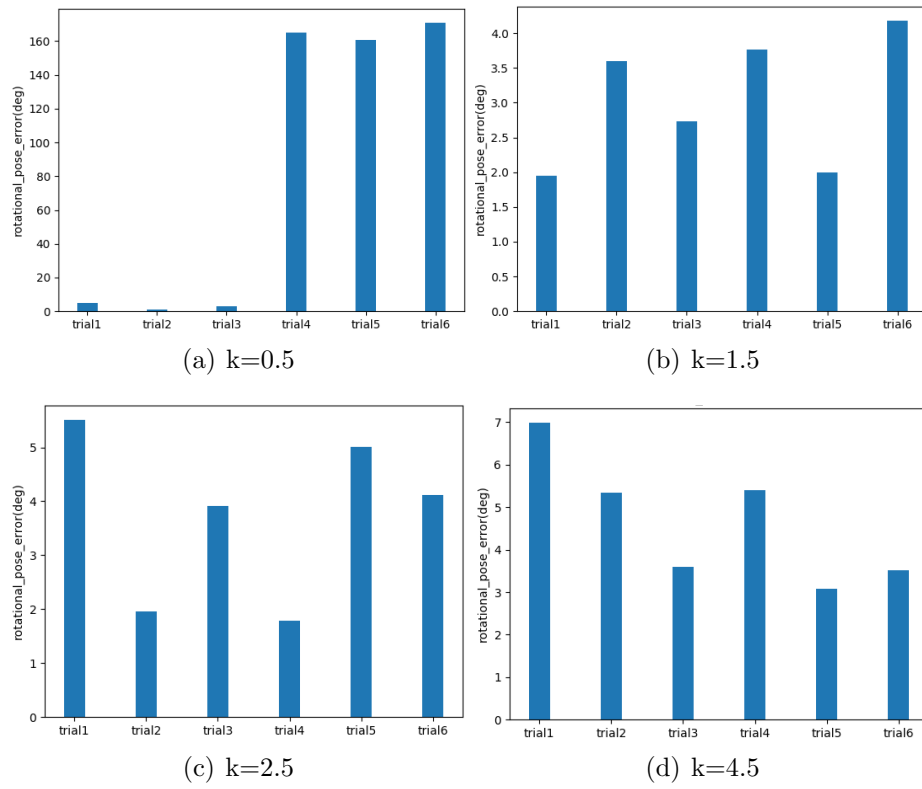 160
140
120
100
80
60
40
20
0
rotational_pose_error(deg)
trial1 trial2 trial3 trial4 trial5 trial6
(a) k=0.5
4.0
3.5
3.0
2.5
2.0
1.5
1.0
0.5
0.0
rotational_pose_error(deg)
trial1 trial2 trial3 trial4 trial5 trial6
(b) k=1.5
5
4
3
2
1
0
rotational_pose_error(deg)
trial1 trial2 trial3 trial4 trial5 trial6
(c) k=2.5
7
6
5
4
3
2
1
0
rotational_pose_error(deg)
trial1 trial2 trial3 trial4 trial5 trial6
(d) k=4.5